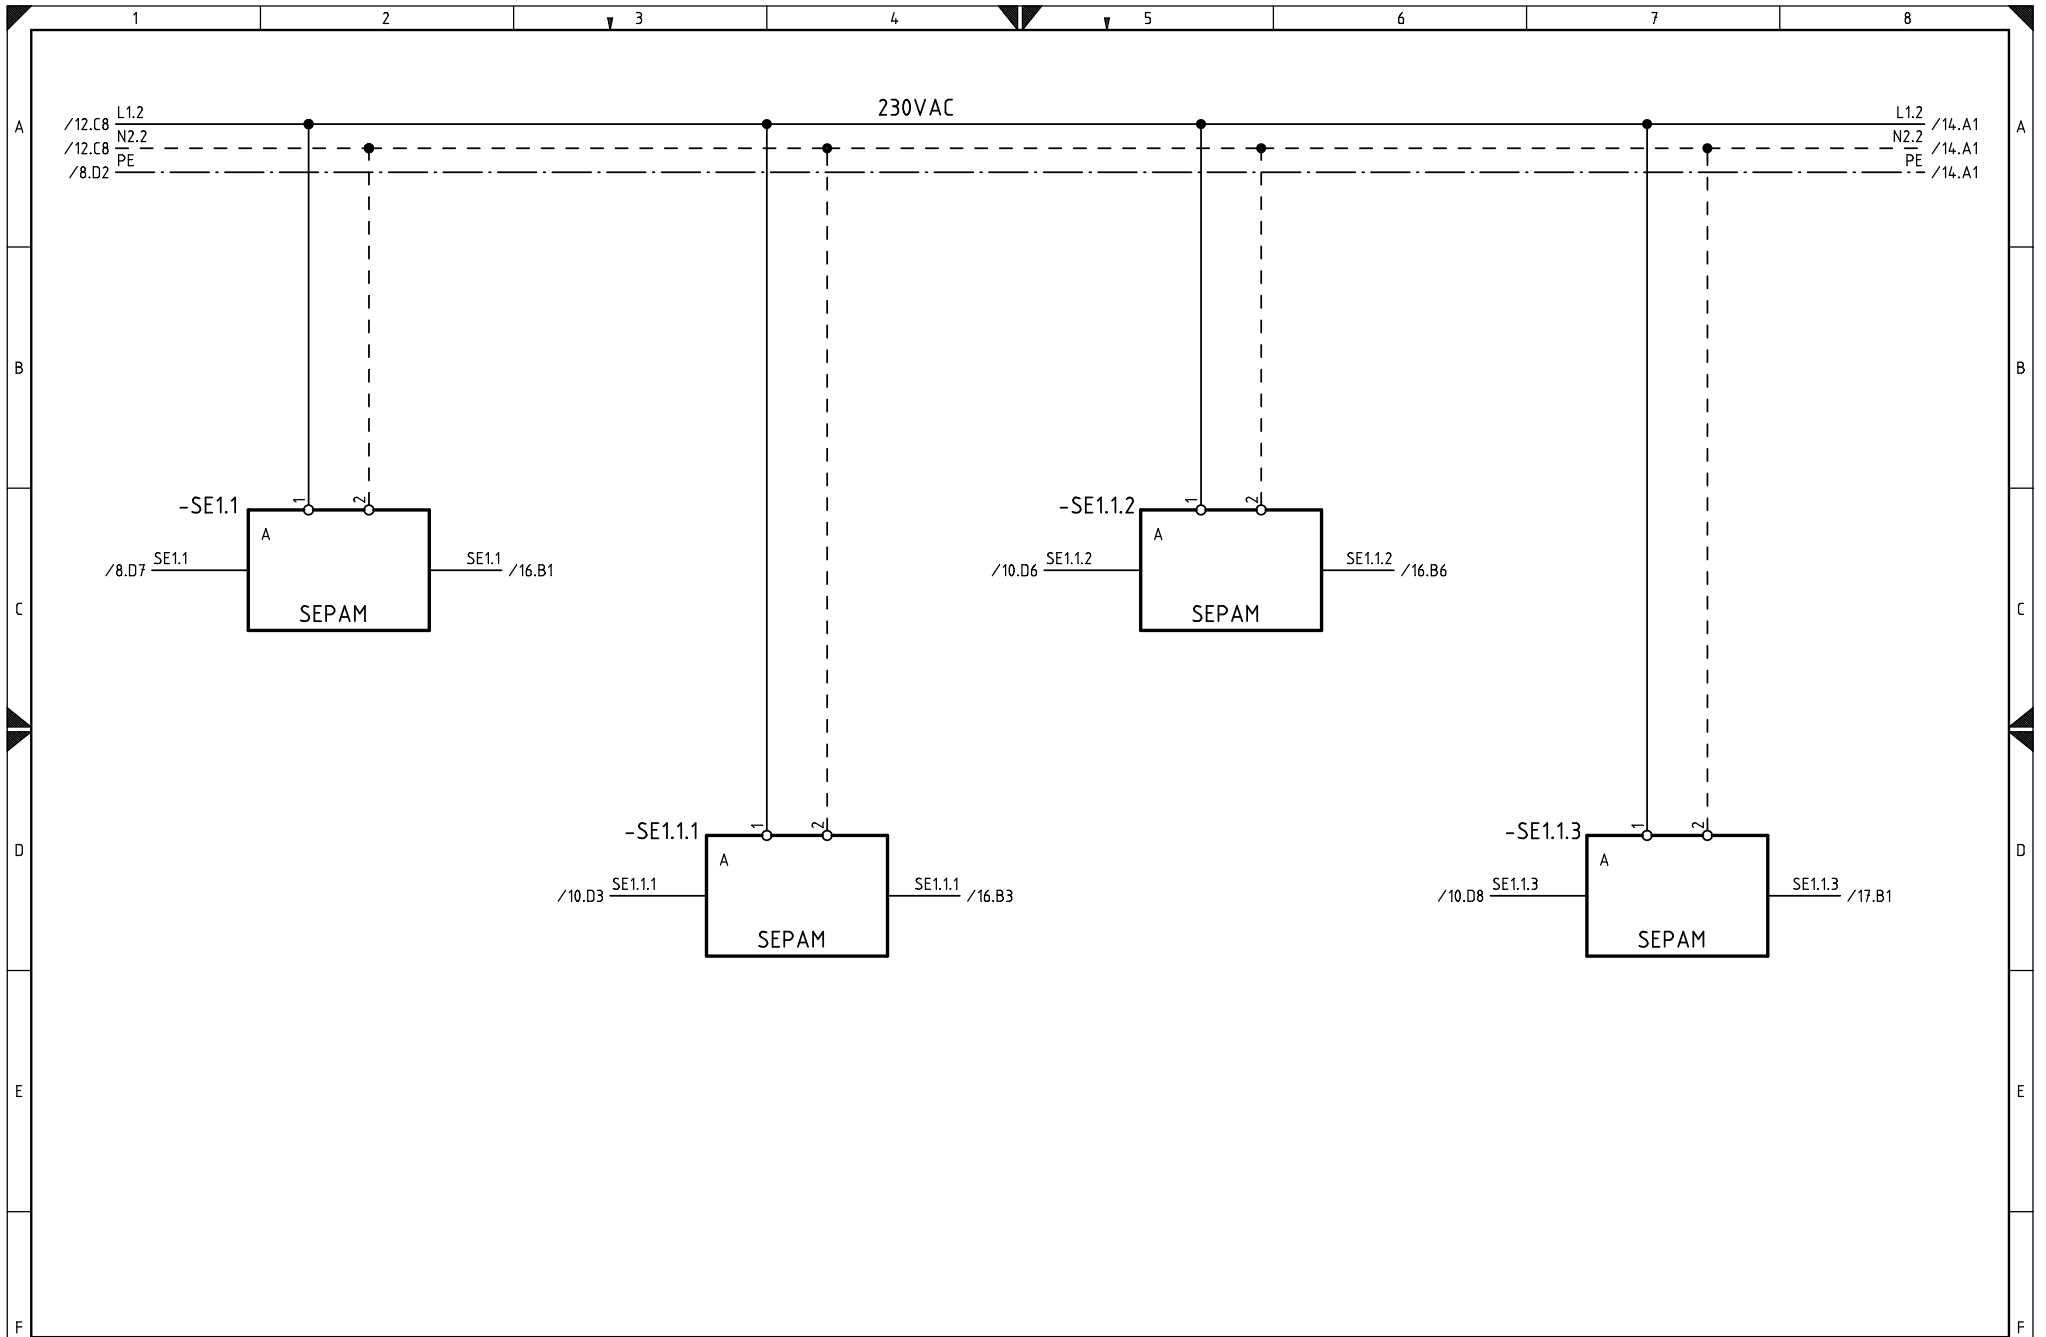 1 2 3 4 5 6 7 8
230VAC
A /12.C8 L1.2 L1.2 /14.A1 A
/12.C8 N2.2 N2.2 /14.A1
/8.D2 PE PE /14.A1
B B
-SE1.1 1 2 -SE1.1.2 1 2
A A
/8.D7 SE1.1 SE1.1 /16.B1 /10.D6 SE1.1.2 SE1.1.2 /16.B6
C SEPAM SEPAM C
-SE1.1.1 1 2 -SE1.1.3 1 2
D A A D
/10.D3 SE1.1.1 SE1.1.1 /16.B3 /10.D8 SE1.1.3 SE1.1.3 /17.B1
SEPAM SEPAM
E E
F F